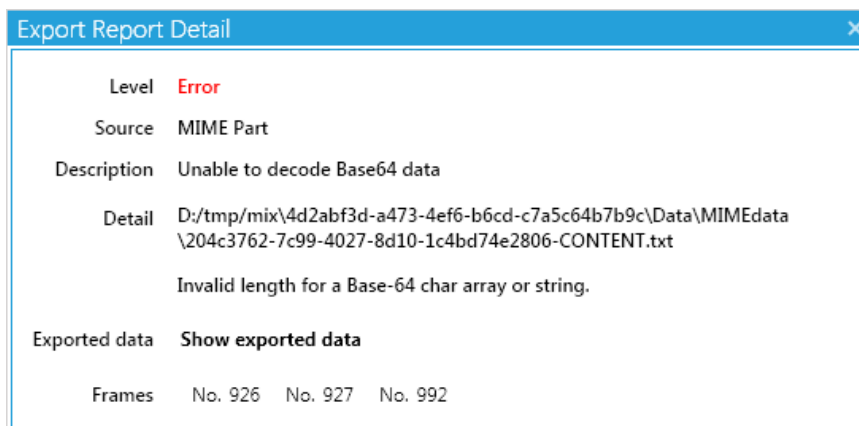 Export Report Detail
Level Error
Source MIME Part
Description Unable to decode Base64 data
Detail D:/tmp/mix\4d2abf3d-a473-4ef6-b6cd-c7a5c64b7b9c\Data\MIMEdata
\204c3762-7c99-4027-8d10-1c4bd74e2806-CONTENT.txt
Invalid length for a Base-64 char array or string.
Exported data Show exported data
Frames No. 926 No. 927 No. 992